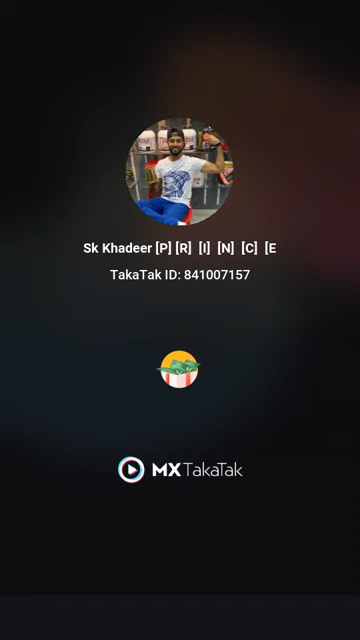 Sk Khadeer [P] [R] [I] [N] [C] [E
TakaTak ID: 841007157
MX TakaTak